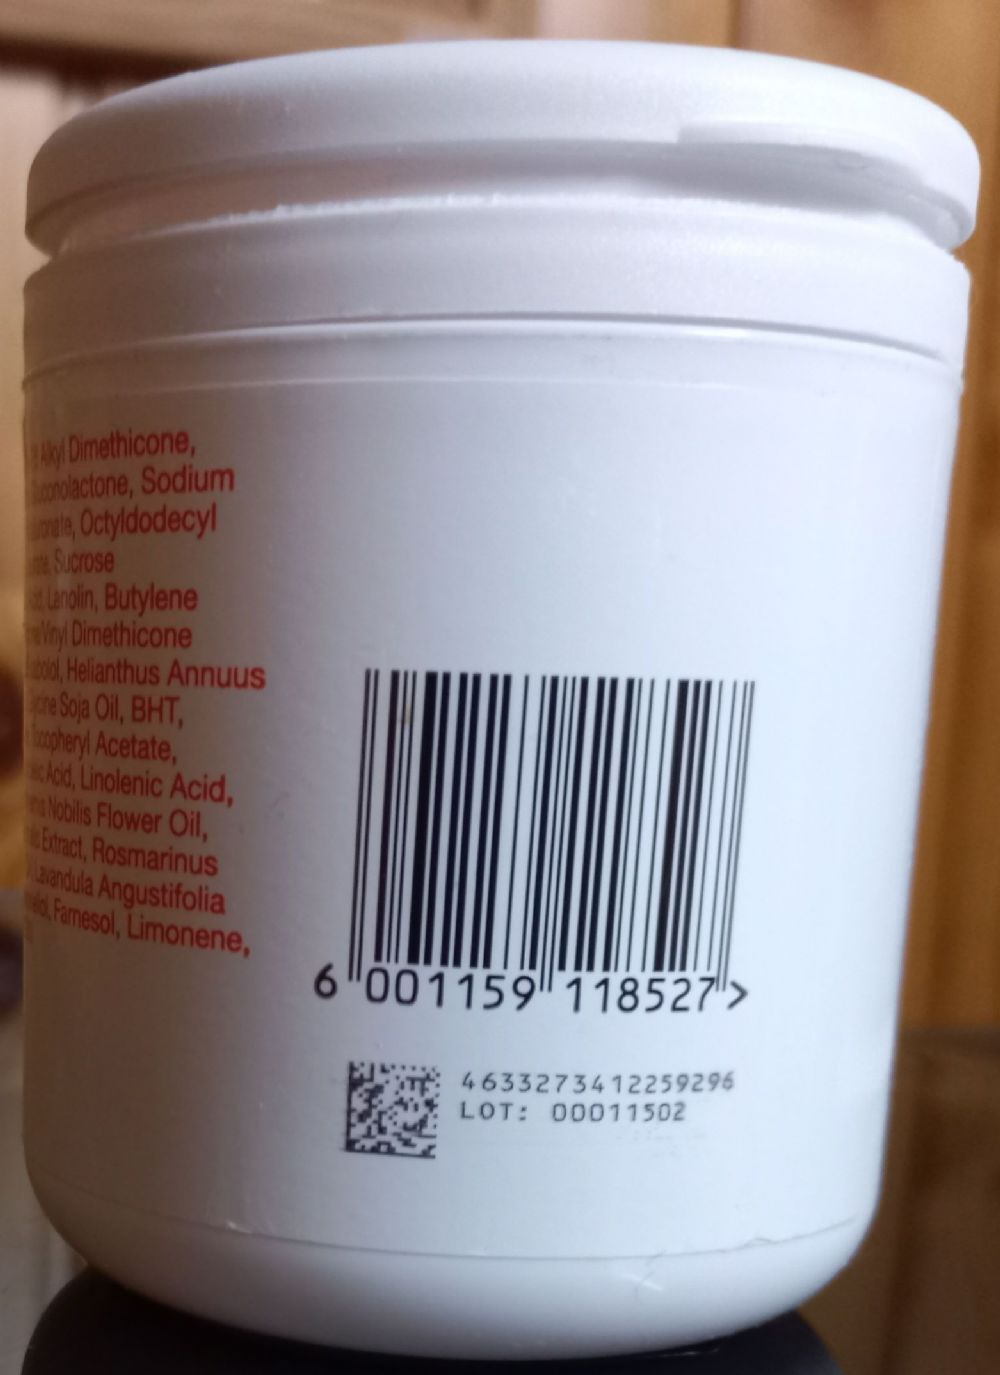 Alkyl Dimethicone,
Gluconolactone, Sodium
Octyldodecyl
Sucrose
Lanolin, Butylene
Vinyl Dimethicone
Helianthus Annuus
Soja Oil, BHT,
Tocopheryl Acetate,
Acid, Linolenic Acid,
Nobilis Flower Oil,
Extract, Rosmarinus
Lavandula Angustifolia
Farnesol, Limonene,
6 001159 118527 >
4633273412259296
LOT: 00011502